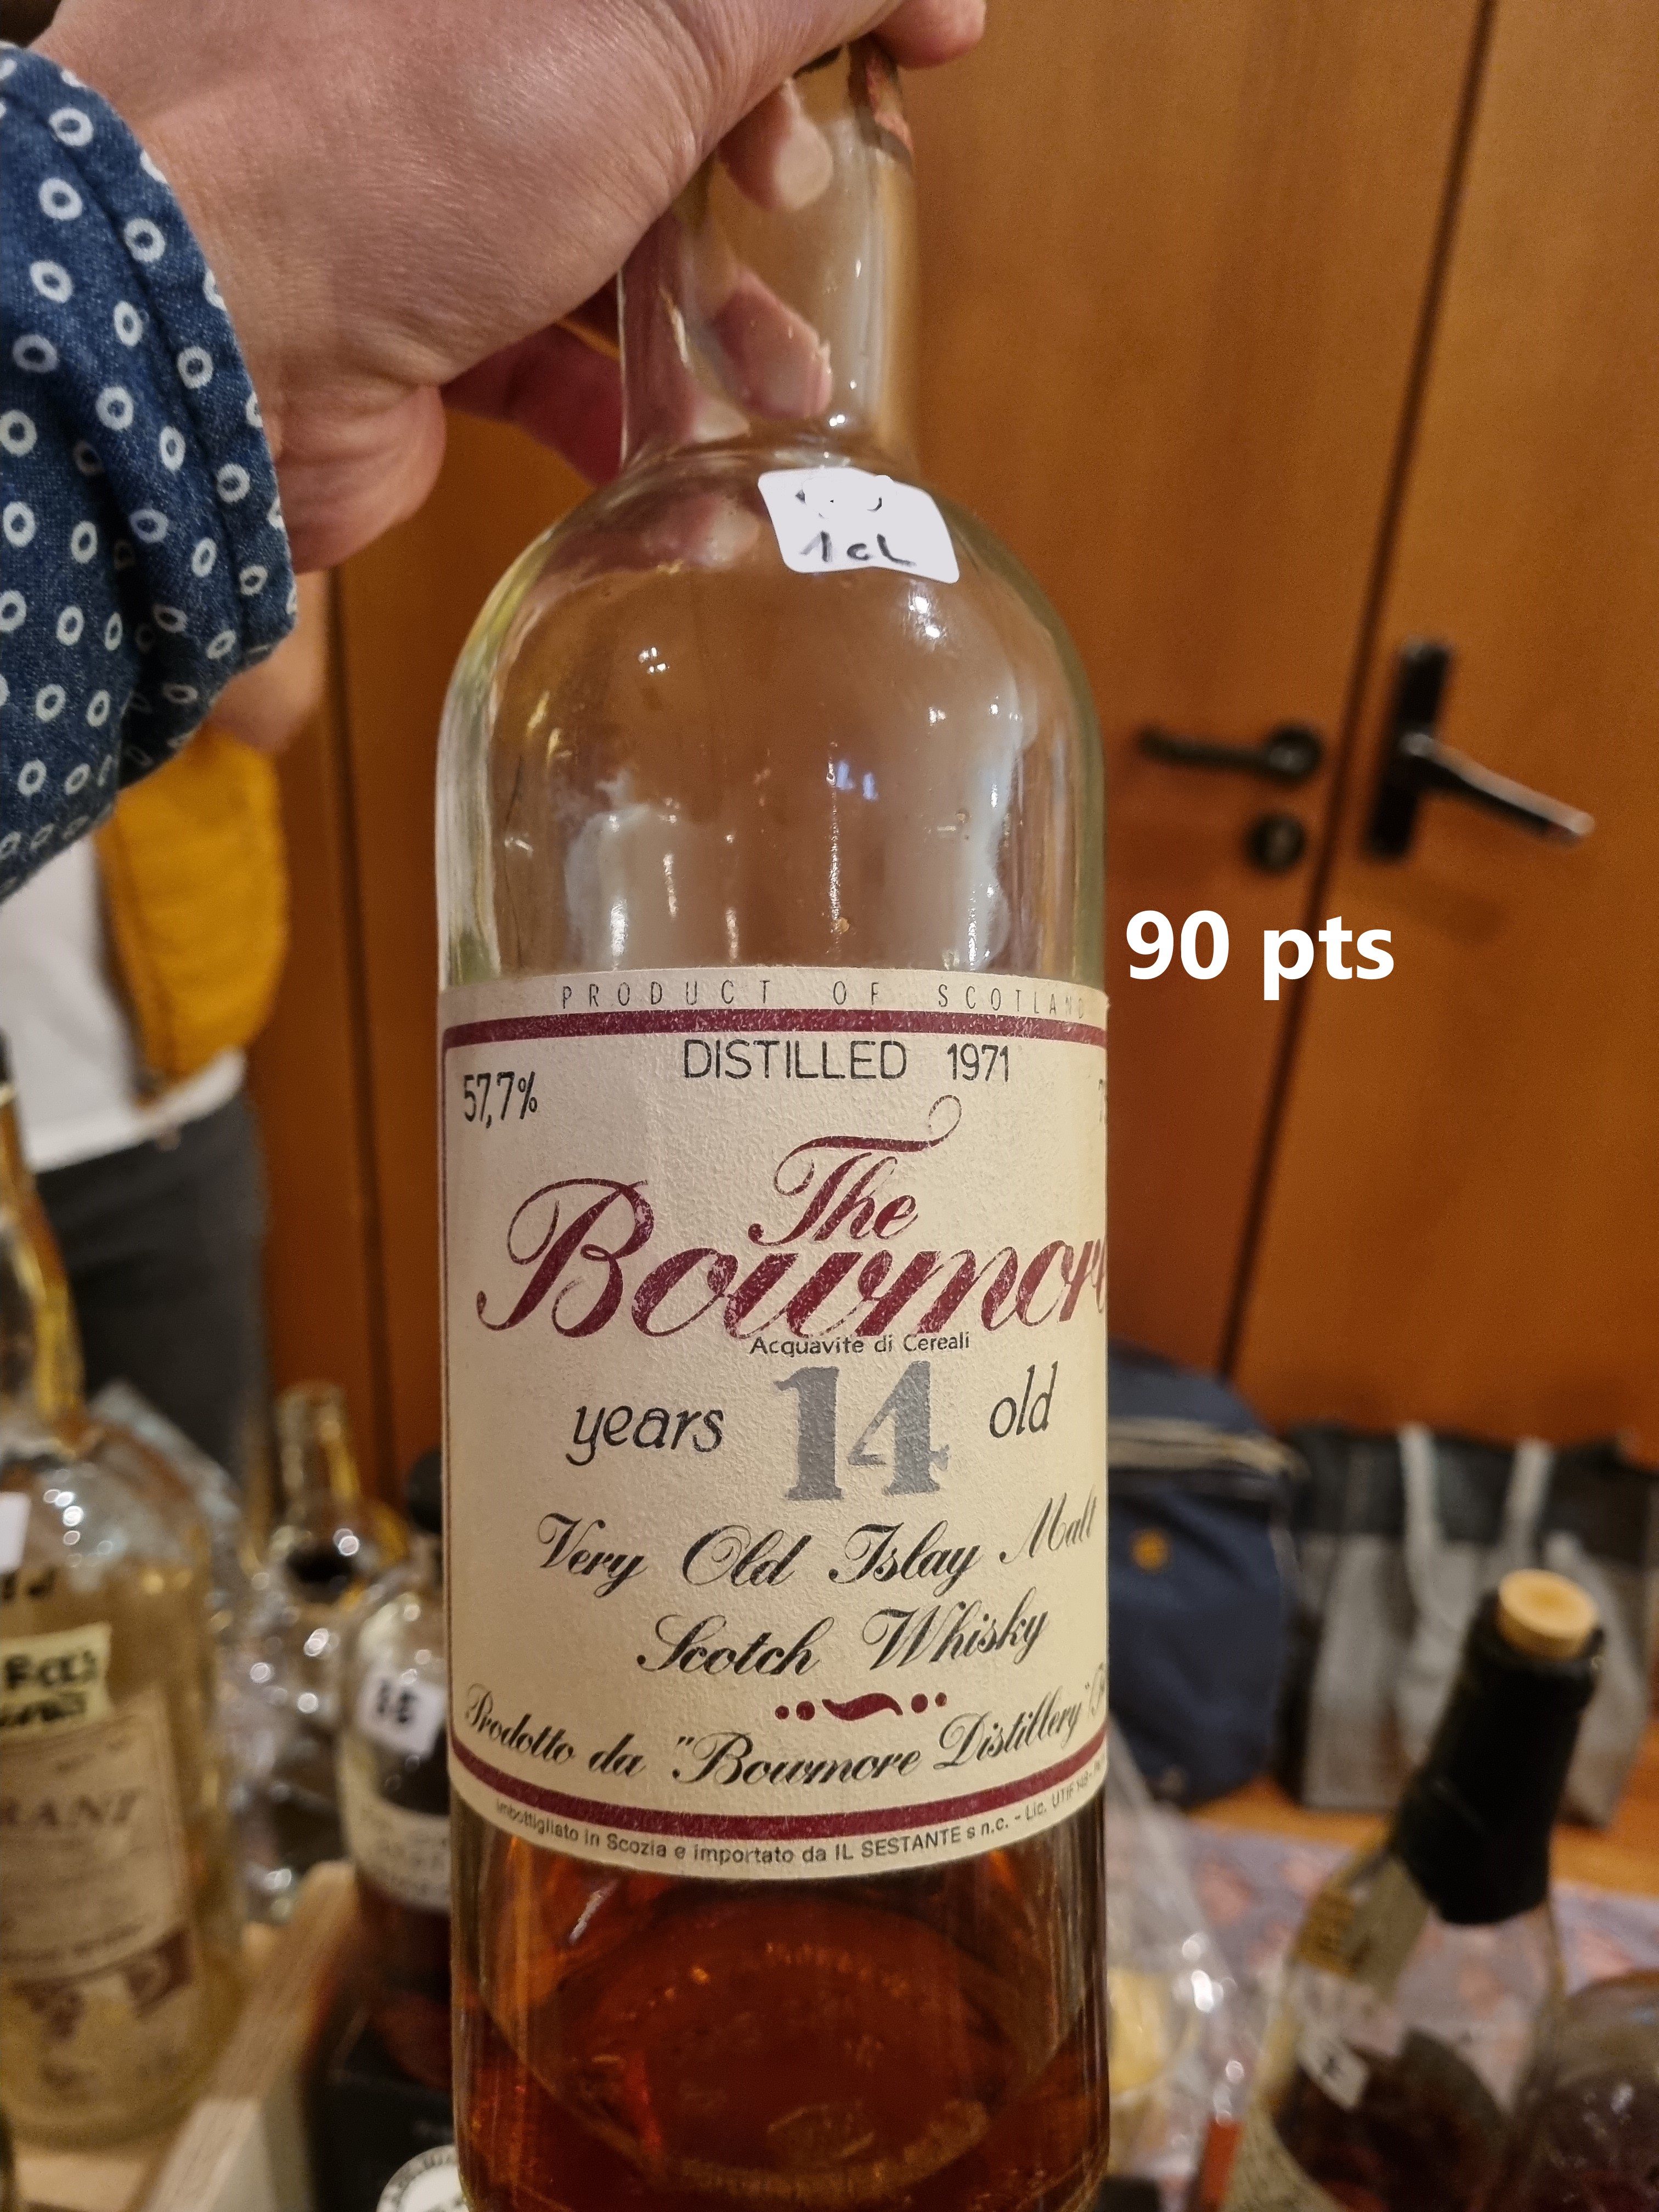 1cL
90 pts
PRODUCT OF SCOTLAND
DISTILLED 1971
57,7%
The
Bowmore
Acquavite di Cereali
years 14 old
Very Old Islay Malt
Scotch Whisky
Prodotto da "Bowmore Distillery"
Imbottigliato in Scozia e importato da IL SESTANTE s n.c. - Lic. UTIF